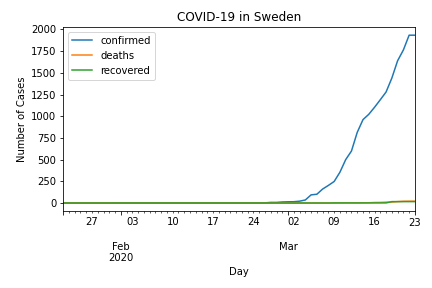 COVID-19 in Sweden
confirmed
deaths
recovered
Number of Cases
2000
1750
1500
1250
1000
750
500
250
0
27 03 10 17 24 02 09 16 23
Feb Mar
2020
Day